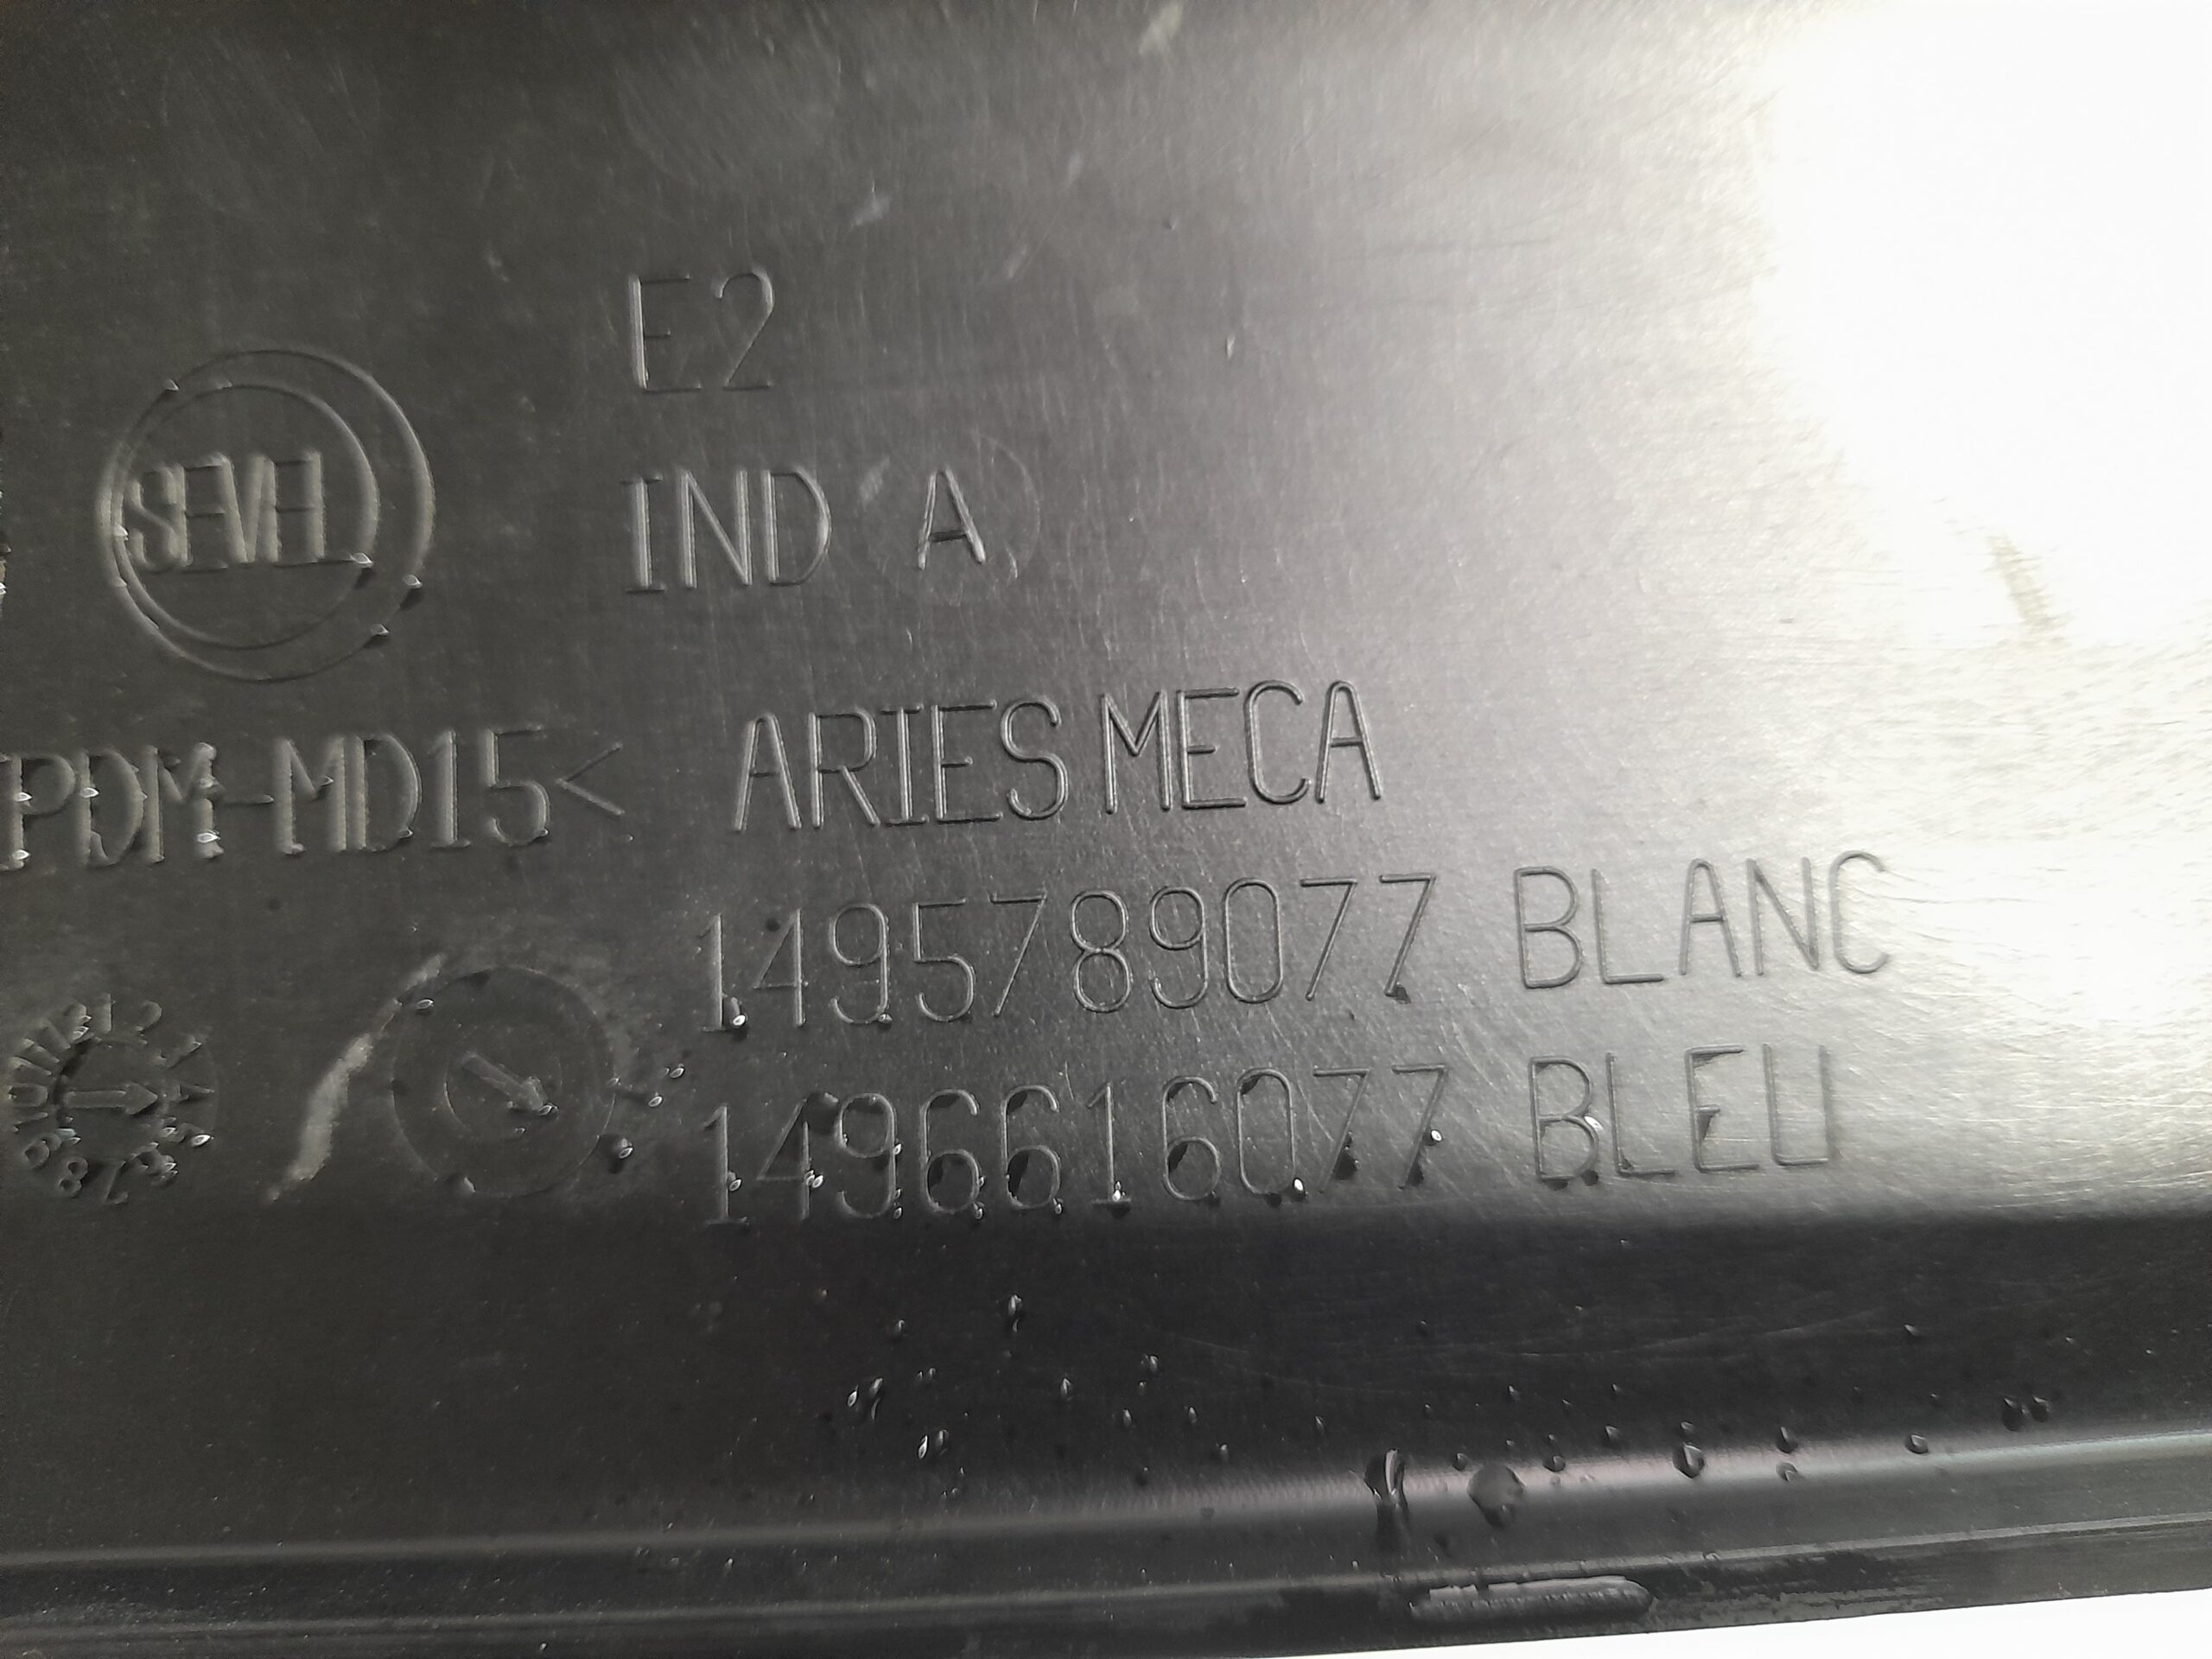 E2
SEVEL
IND A
PDM-MD15< ARIES MECA
1495789077 BLANC
1496616077 BLEU